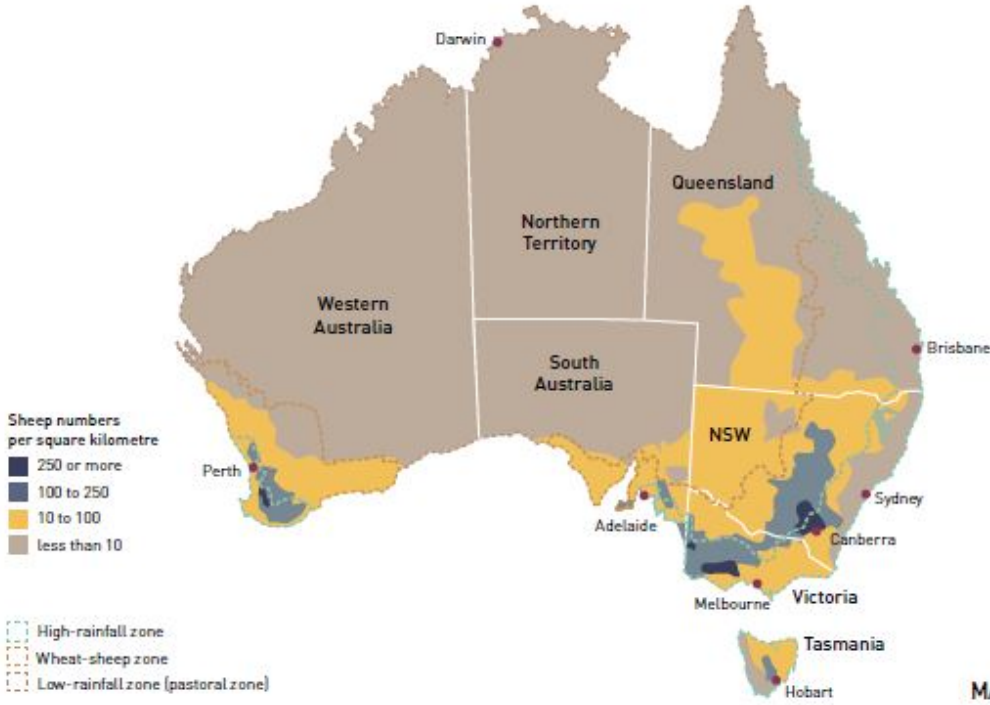 Darwin
Queensland
Northern
Territory
Western
Australia
South
Australia
Brisbane
NSW
Perth
Sydney
Adelaide
Canberra
Melbourne
Victoria
Tasmania
Hobart
Sheep numbers
per square kilometre
250 or more
100 to 250
10 to 100
less than 10
High-rainfall zone
Wheat-sheep zone
Low-rainfall zone (pastoral zone)